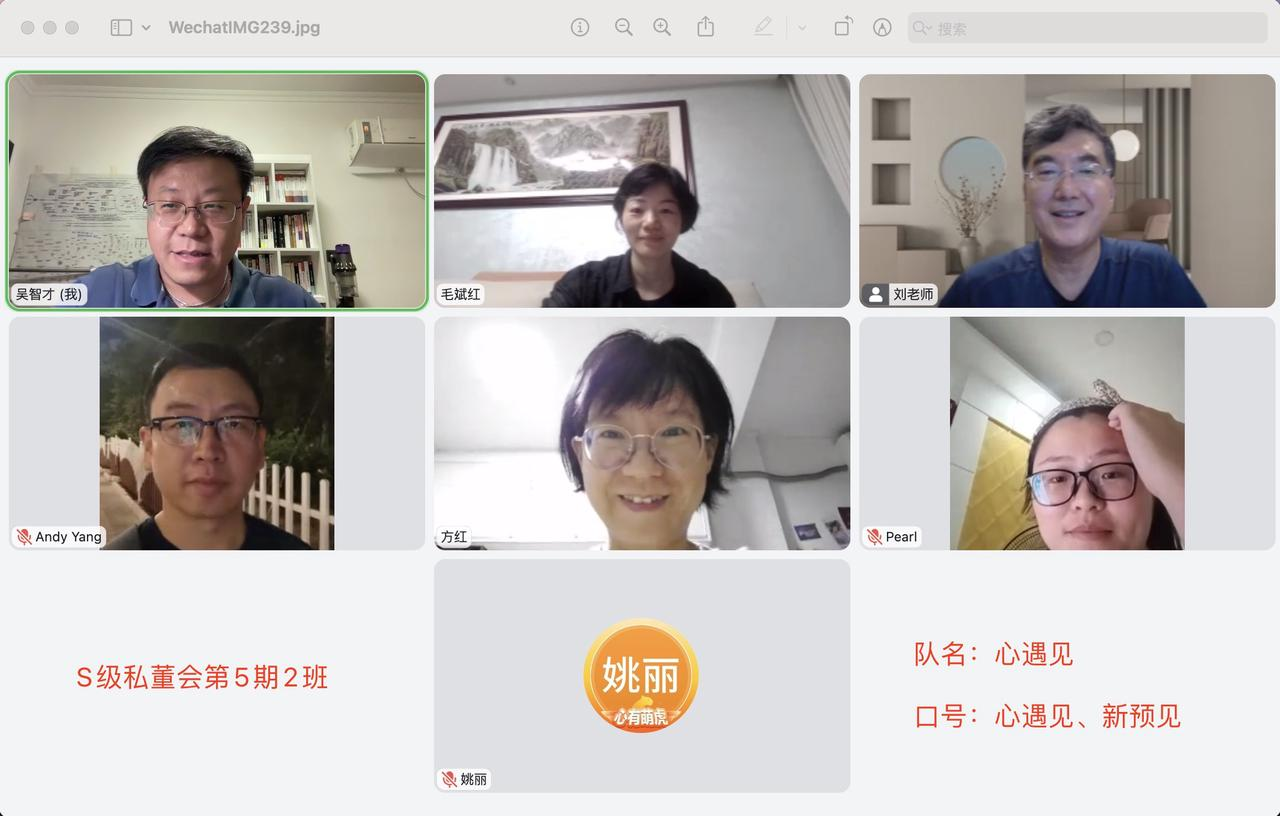 WechatIMG239.jpg
搜索
吴智才 (我)
毛斌红
刘老师
Andy Yang
方红
Pearl
S级私董会第5期2班
姚丽
心有萌虎
姚丽
队名：心遇见
口号：心遇见、新预见